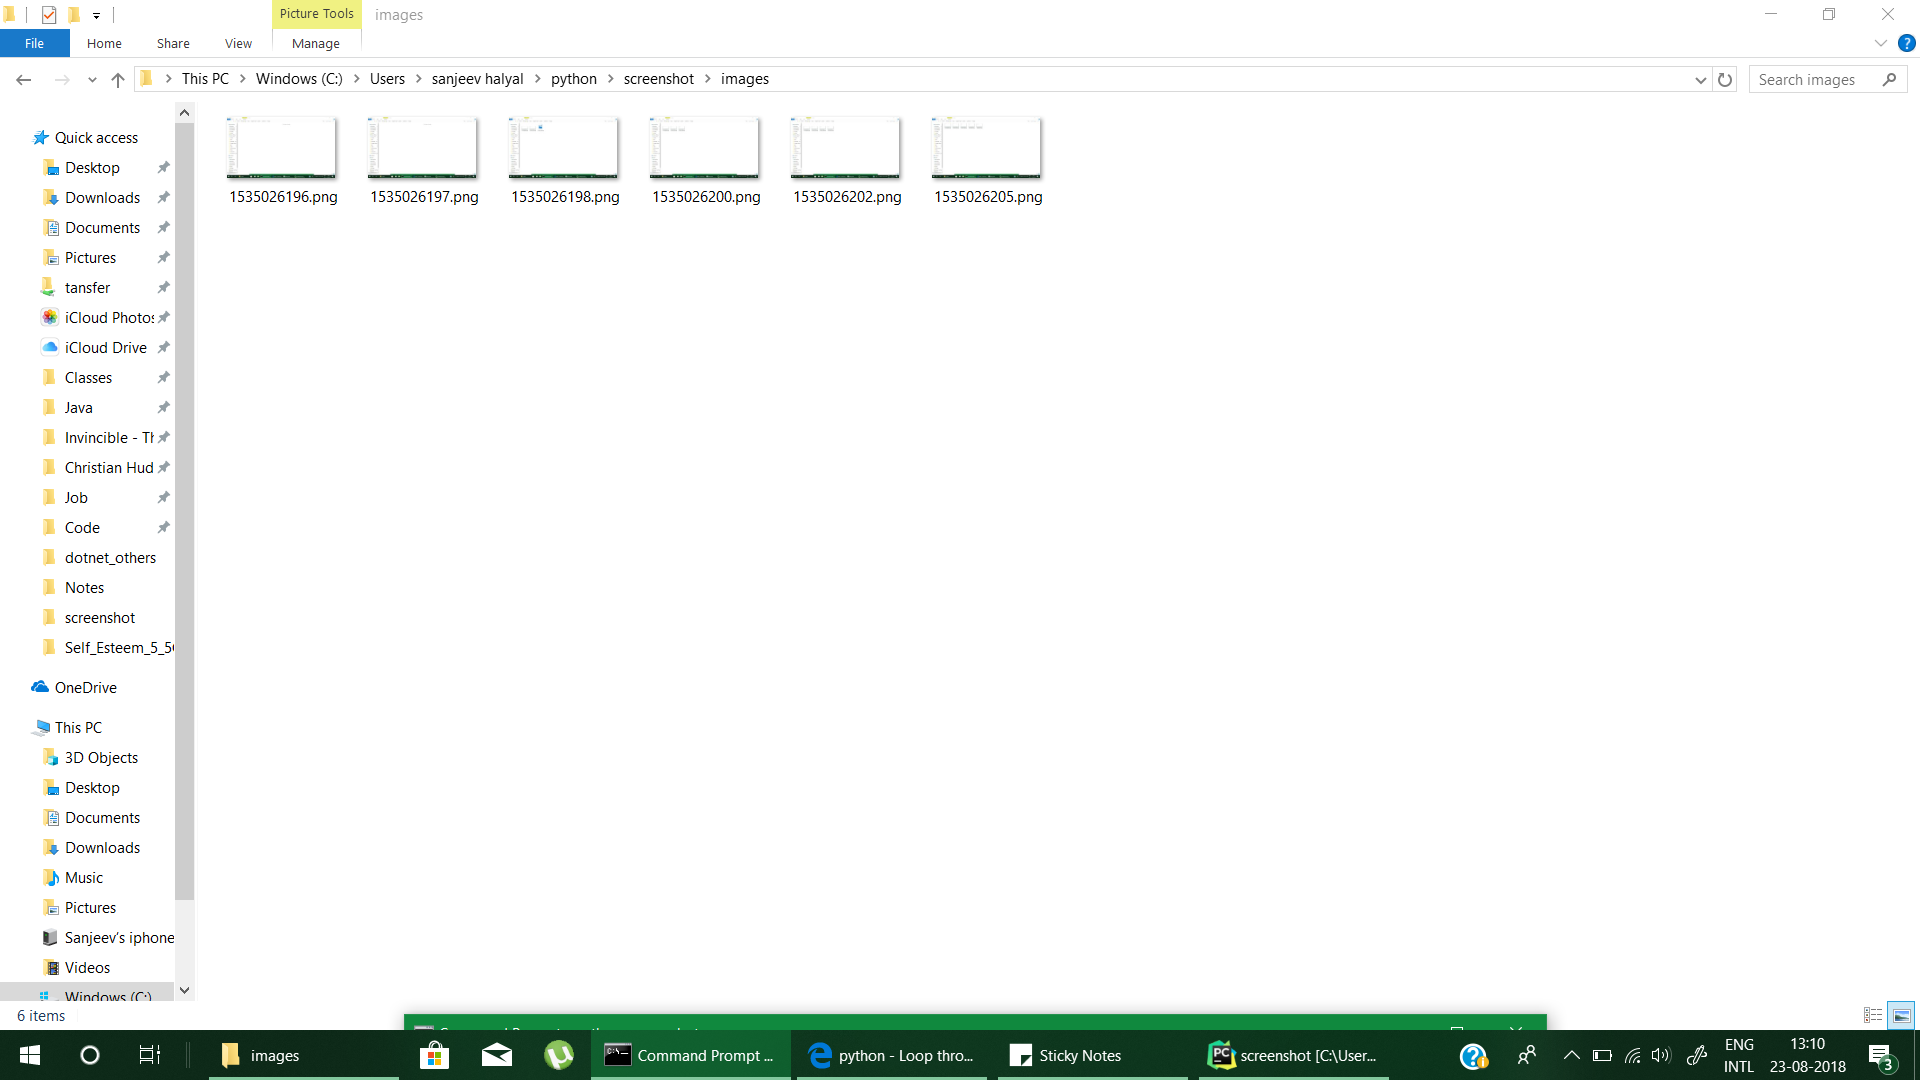 Picture Tools
images
File
Home
Share
View
Manage
This PC
Windows (C:)
Users
sanjeev halyal
python
screenshot
images
Search images
Quick access
Desktop
Downloads
Documents
Pictures
tansfer
iCloud Photos
iCloud Drive
Classes
Java
Invincible - Th
Christian Hud
Job
Code
dotnet_others
Notes
screenshot
Self_Esteem_5_5
OneDrive
This PC
3D Objects
Desktop
Documents
Downloads
Music
Pictures
Sanjeev's iphone
Videos
Windows (C:)
1535026196.png
1535026197.png
1535026198.png
1535026200.png
1535026202.png
1535026205.png
6 items
images
Command Prompt ...
python - Loop thro...
Sticky Notes
PC
screenshot [C:\User...
ENG
INTL
13:10
23-08-2018
3